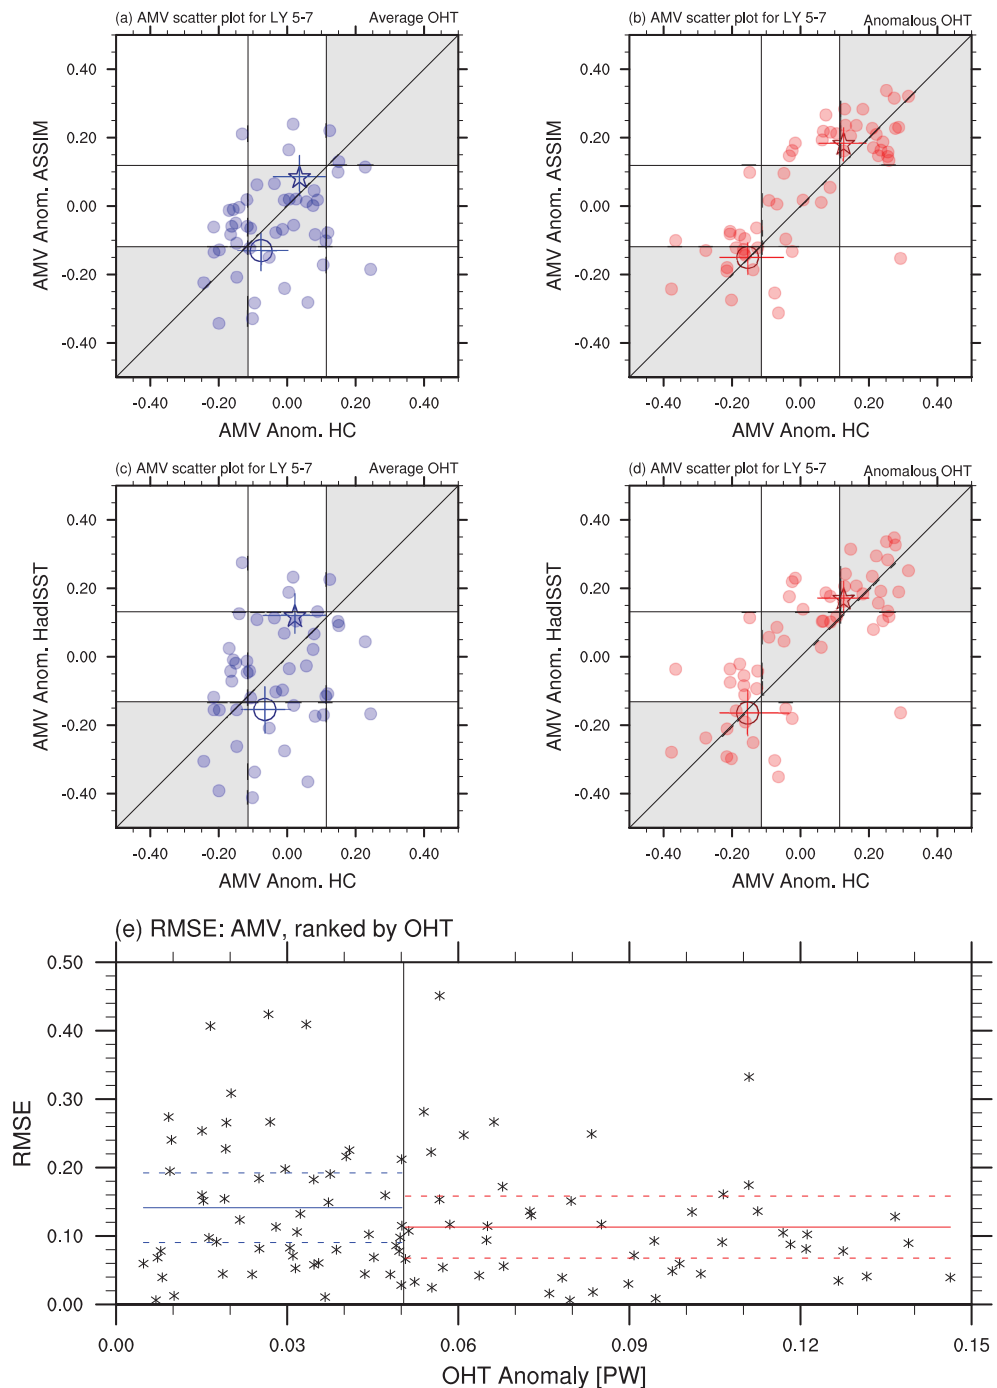 (a) AMV scatter plot for LY 5-7 Average OHT
0.40
0.20
0.00
-0.20
-0.40
AMV Anom. ASSIM
-0.40 -0.20 0.00 0.20 0.40
AMV Anom. HC
(b) AMV scatter plot for LY 5-7 Anomalous OHT
0.40
0.20
0.00
-0.20
-0.40
AMV Anom. ASSIM
-0.40 -0.20 0.00 0.20 0.40
AMV Anom. HC
(c) AMV scatter plot for LY 5-7 Average OHT
0.40
0.20
0.00
-0.20
-0.40
AMV Anom. HadISST
-0.40 -0.20 0.00 0.20 0.40
AMV Anom. HC
(d) AMV scatter plot for LY 5-7 Anomalous OHT
0.40
0.20
0.00
-0.20
-0.40
AMV Anom. HadISST
-0.40 -0.20 0.00 0.20 0.40
AMV Anom. HC
(e) RMSE: AMV, ranked by OHT
0.50
0.40
0.30
0.20
0.10
0.00
RMSE
0.00 0.03 0.06 0.09 0.12 0.15
OHT Anomaly [PW]